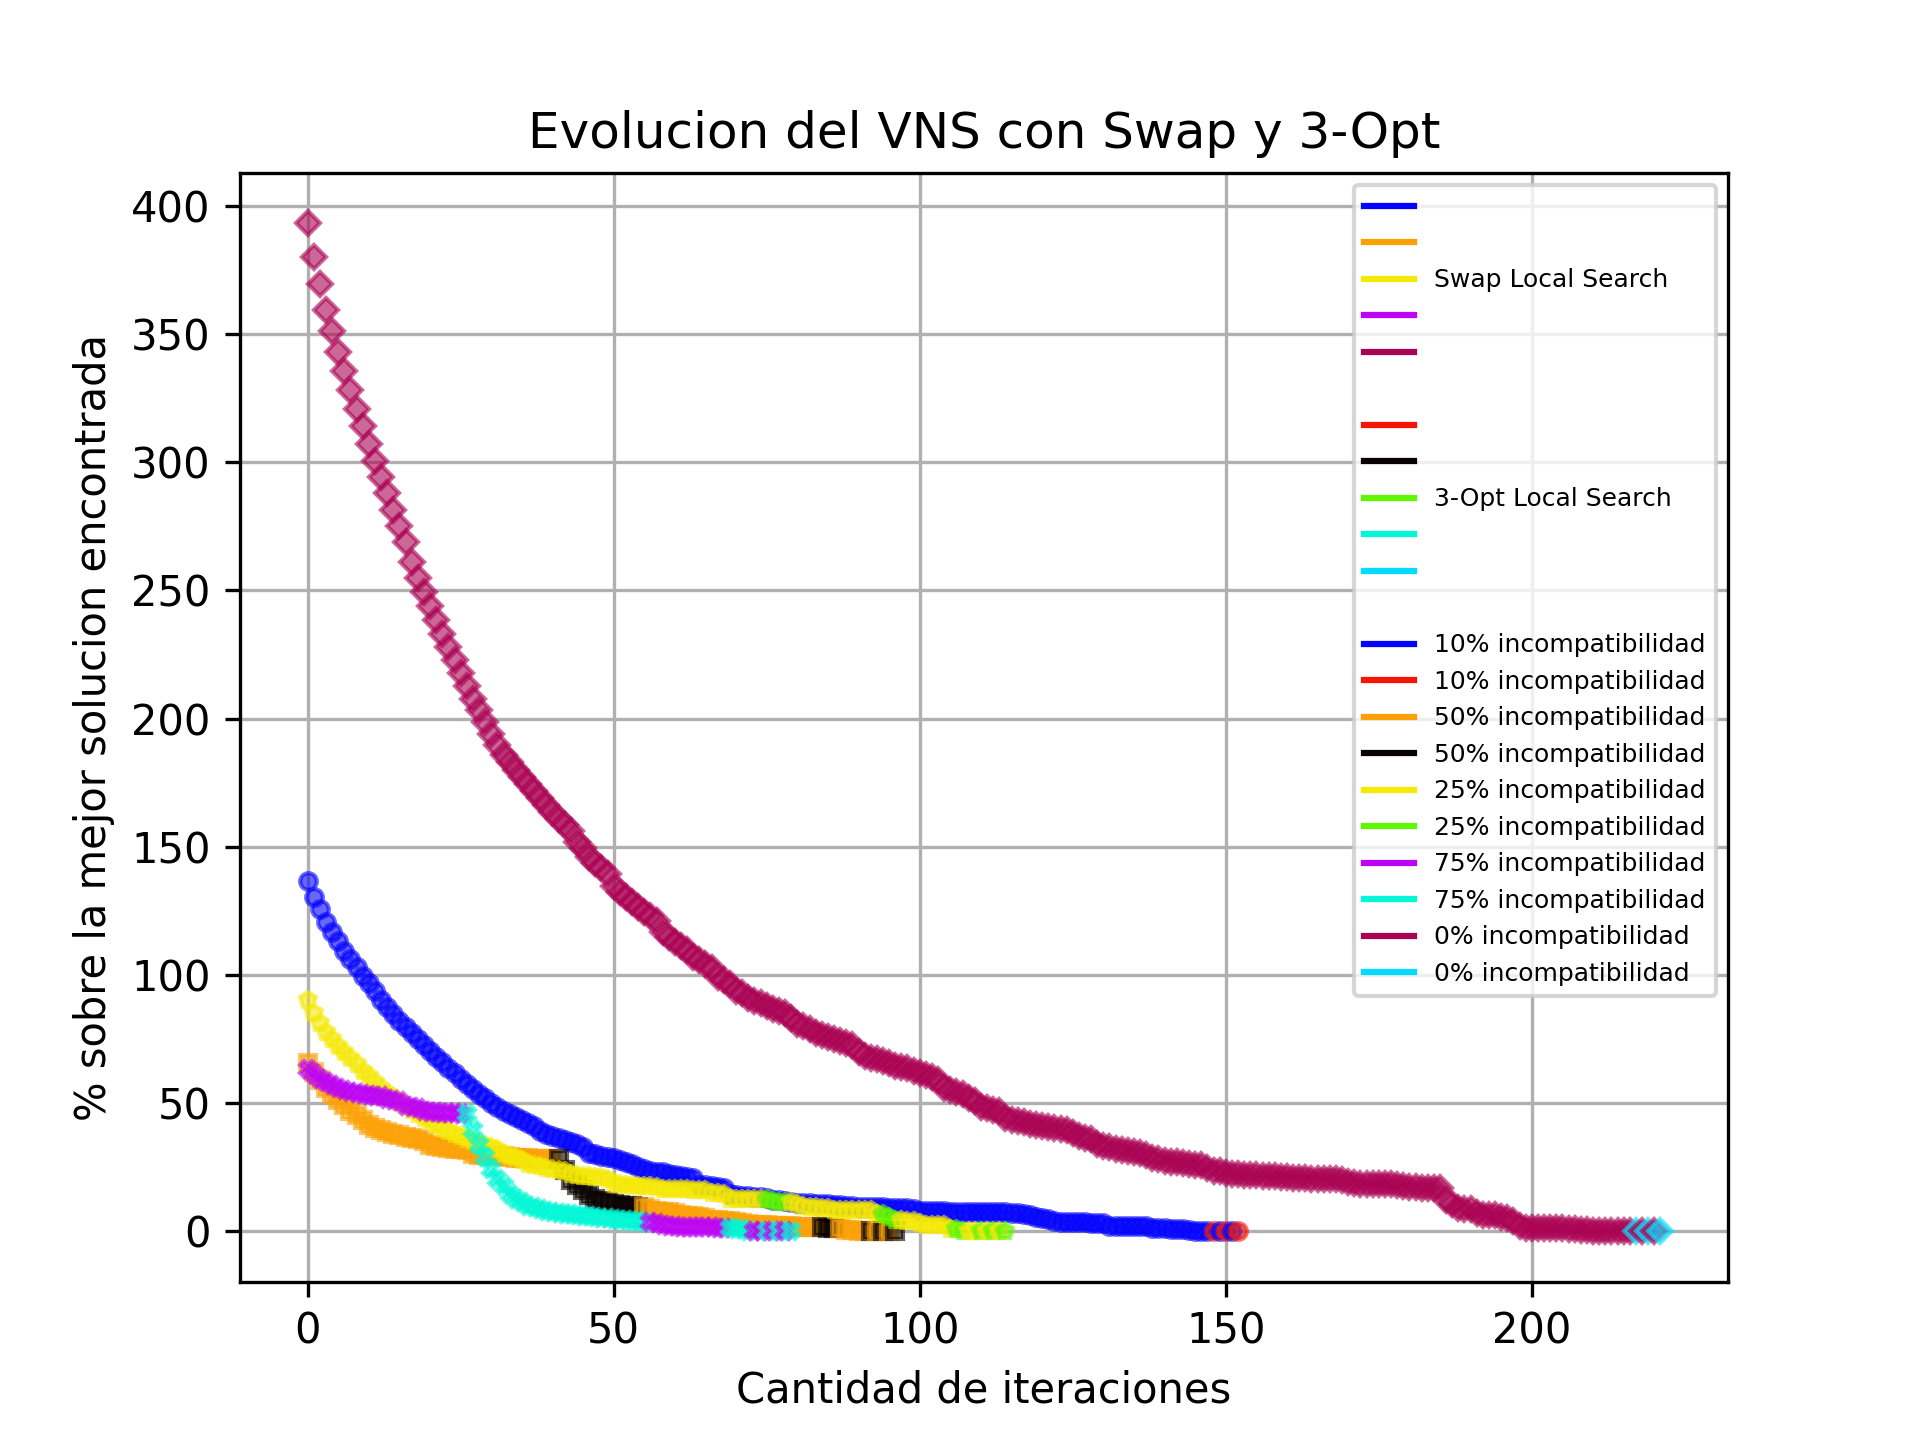 Evolucion del VNS con Swap y 3-Opt
% sobre la mejor solucion encontrada
400
350
300
250
200
150
100
50
0
Swap Local Search
3-Opt Local Search
10% incompatibilidad
10% incompatibilidad
50% incompatibilidad
50% incompatibilidad
25% incompatibilidad
25% incompatibilidad
75% incompatibilidad
75% incompatibilidad
0% incompatibilidad
0% incompatibilidad
0 50 100 150 200
Cantidad de iteraciones